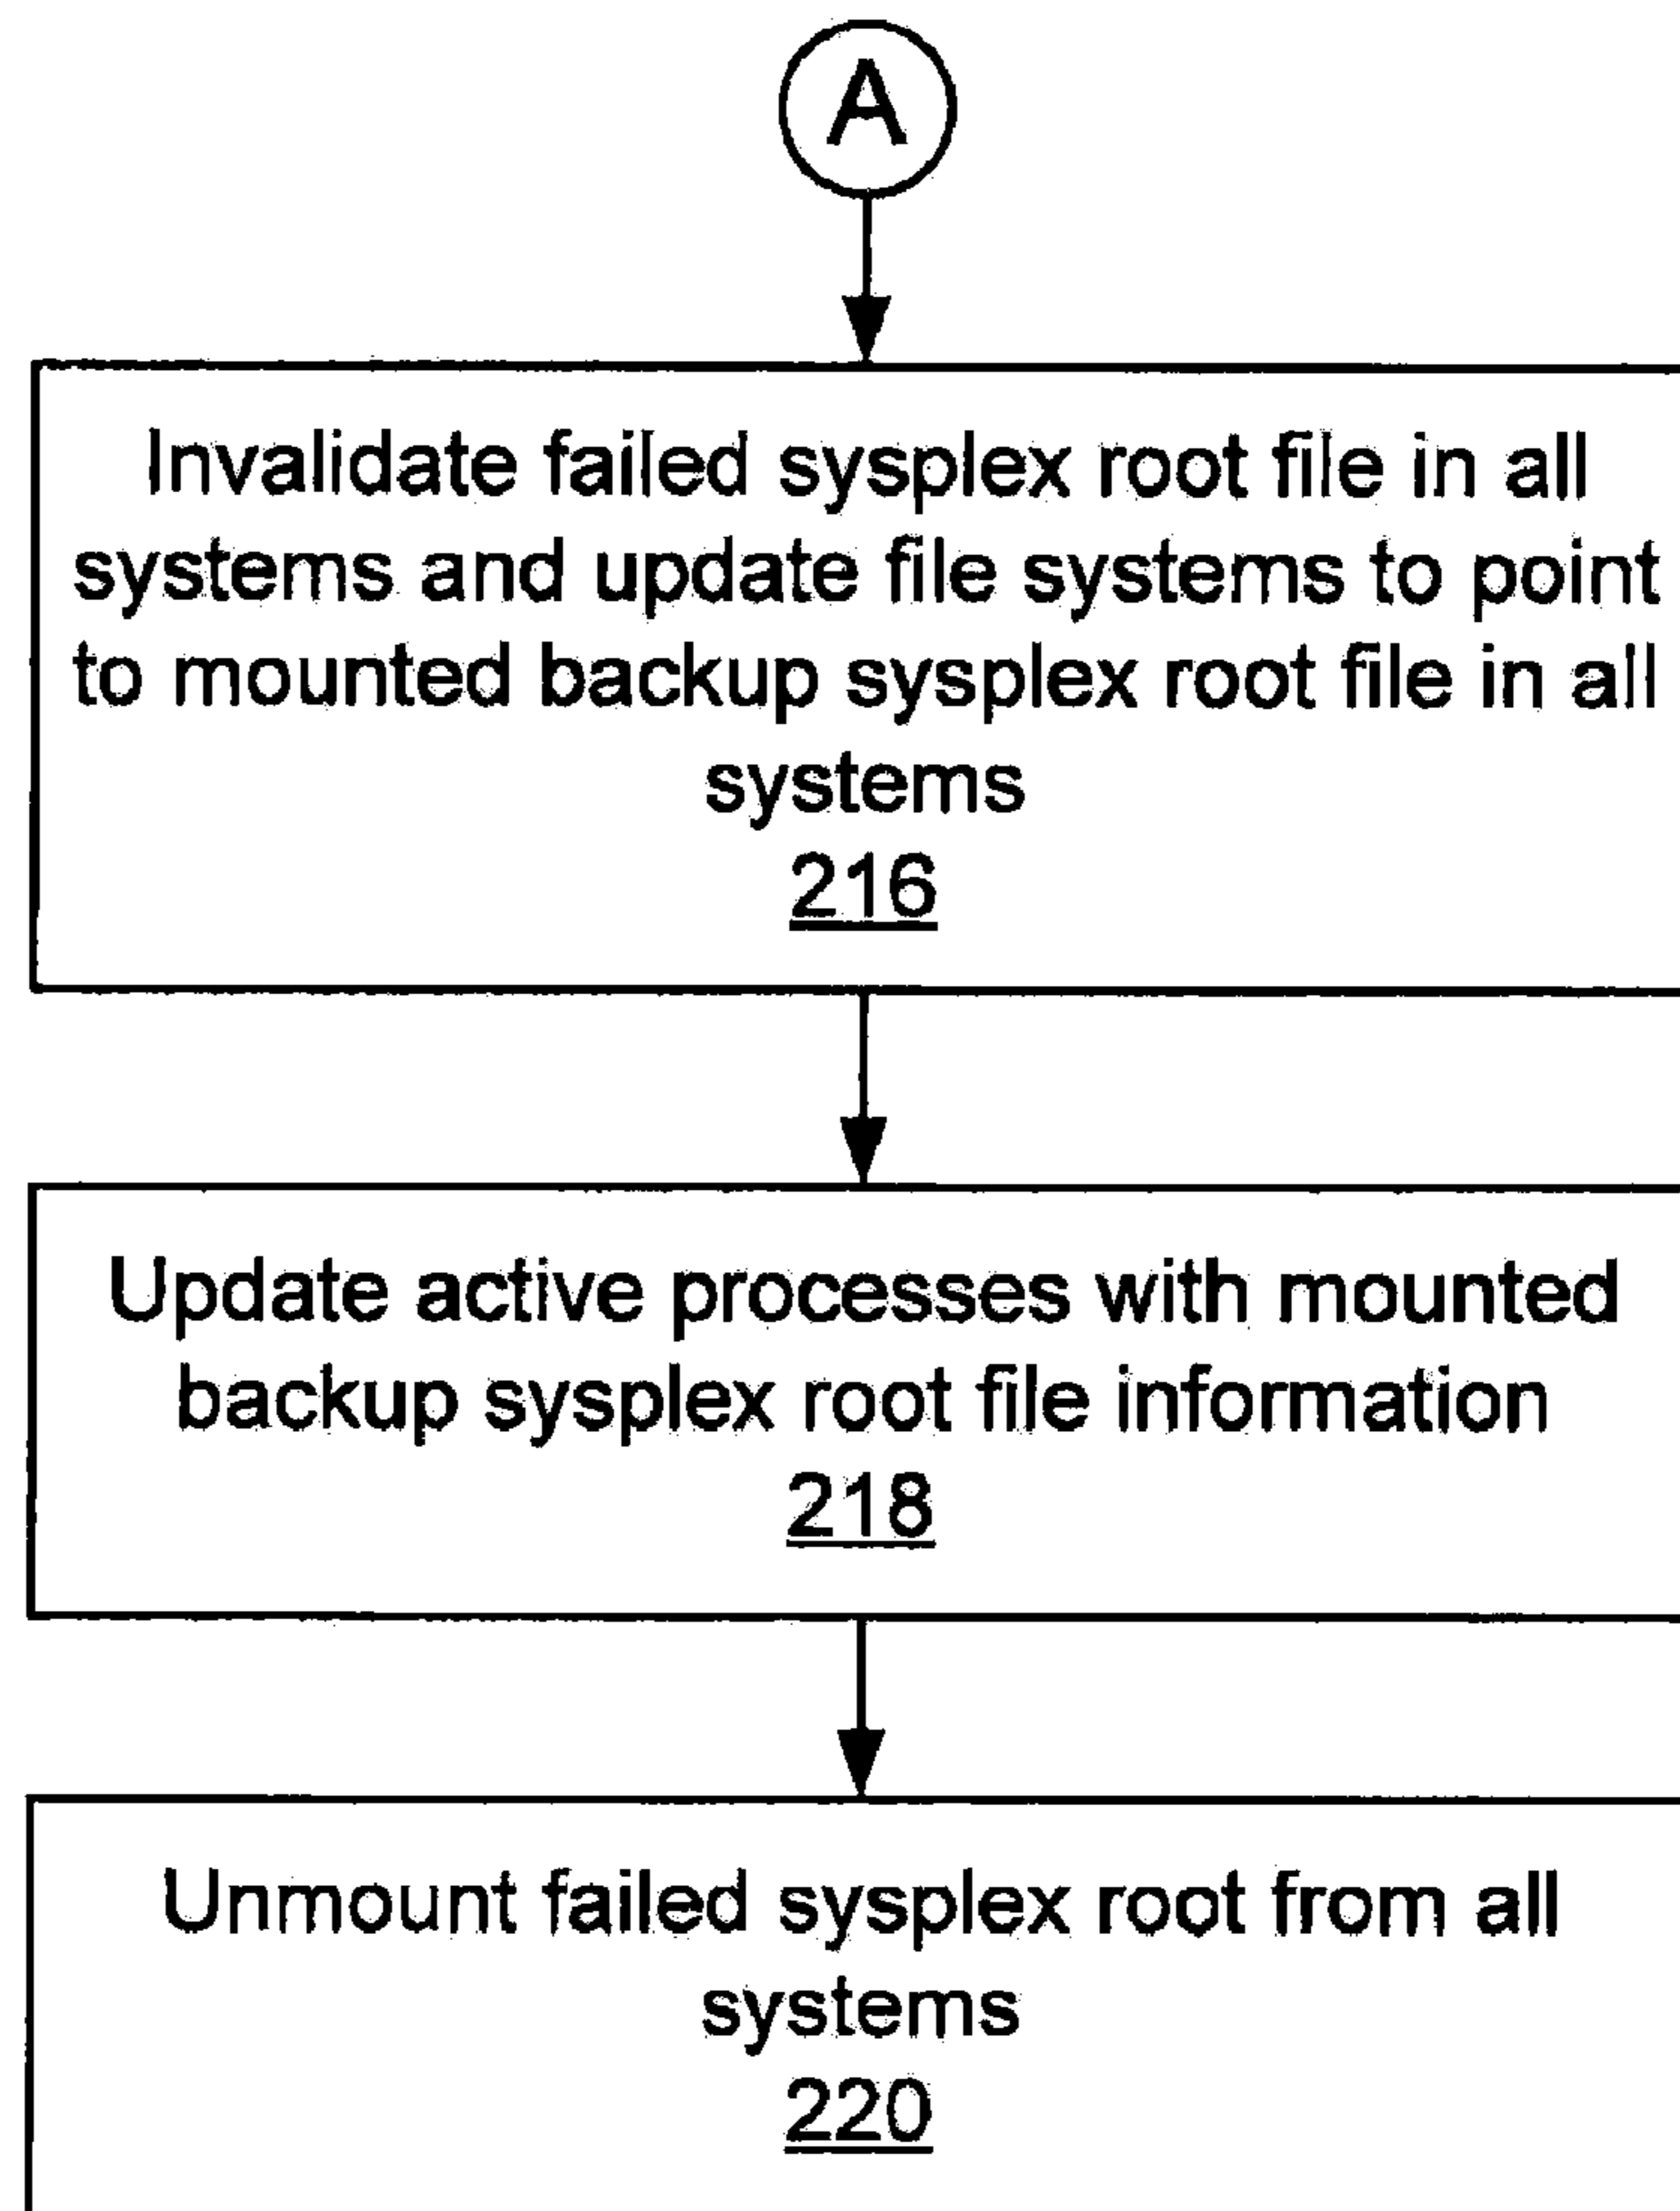 A
Invalidate failed sysplex root file in all
systems and update file systems to point
to mounted backup sysplex root file in all
systems
216
Update active processes with mounted
backup sysplex root file information
218
Unmount failed sysplex root from all
systems
220